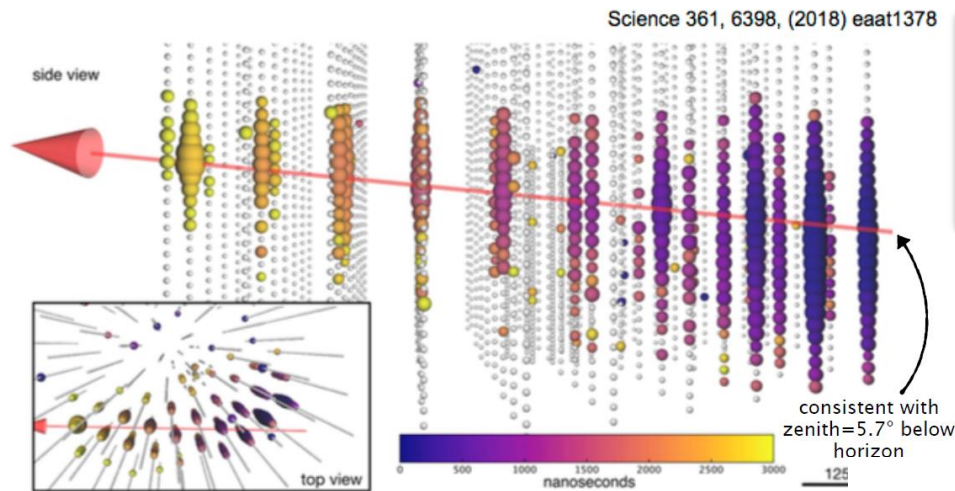 Science 361, 6398, (2018) eaat1378
side view
consistent with
zenith=5.7° below
horizon
top view
0 500 1000 1500 2000 2500 3000
nanoseconds
125